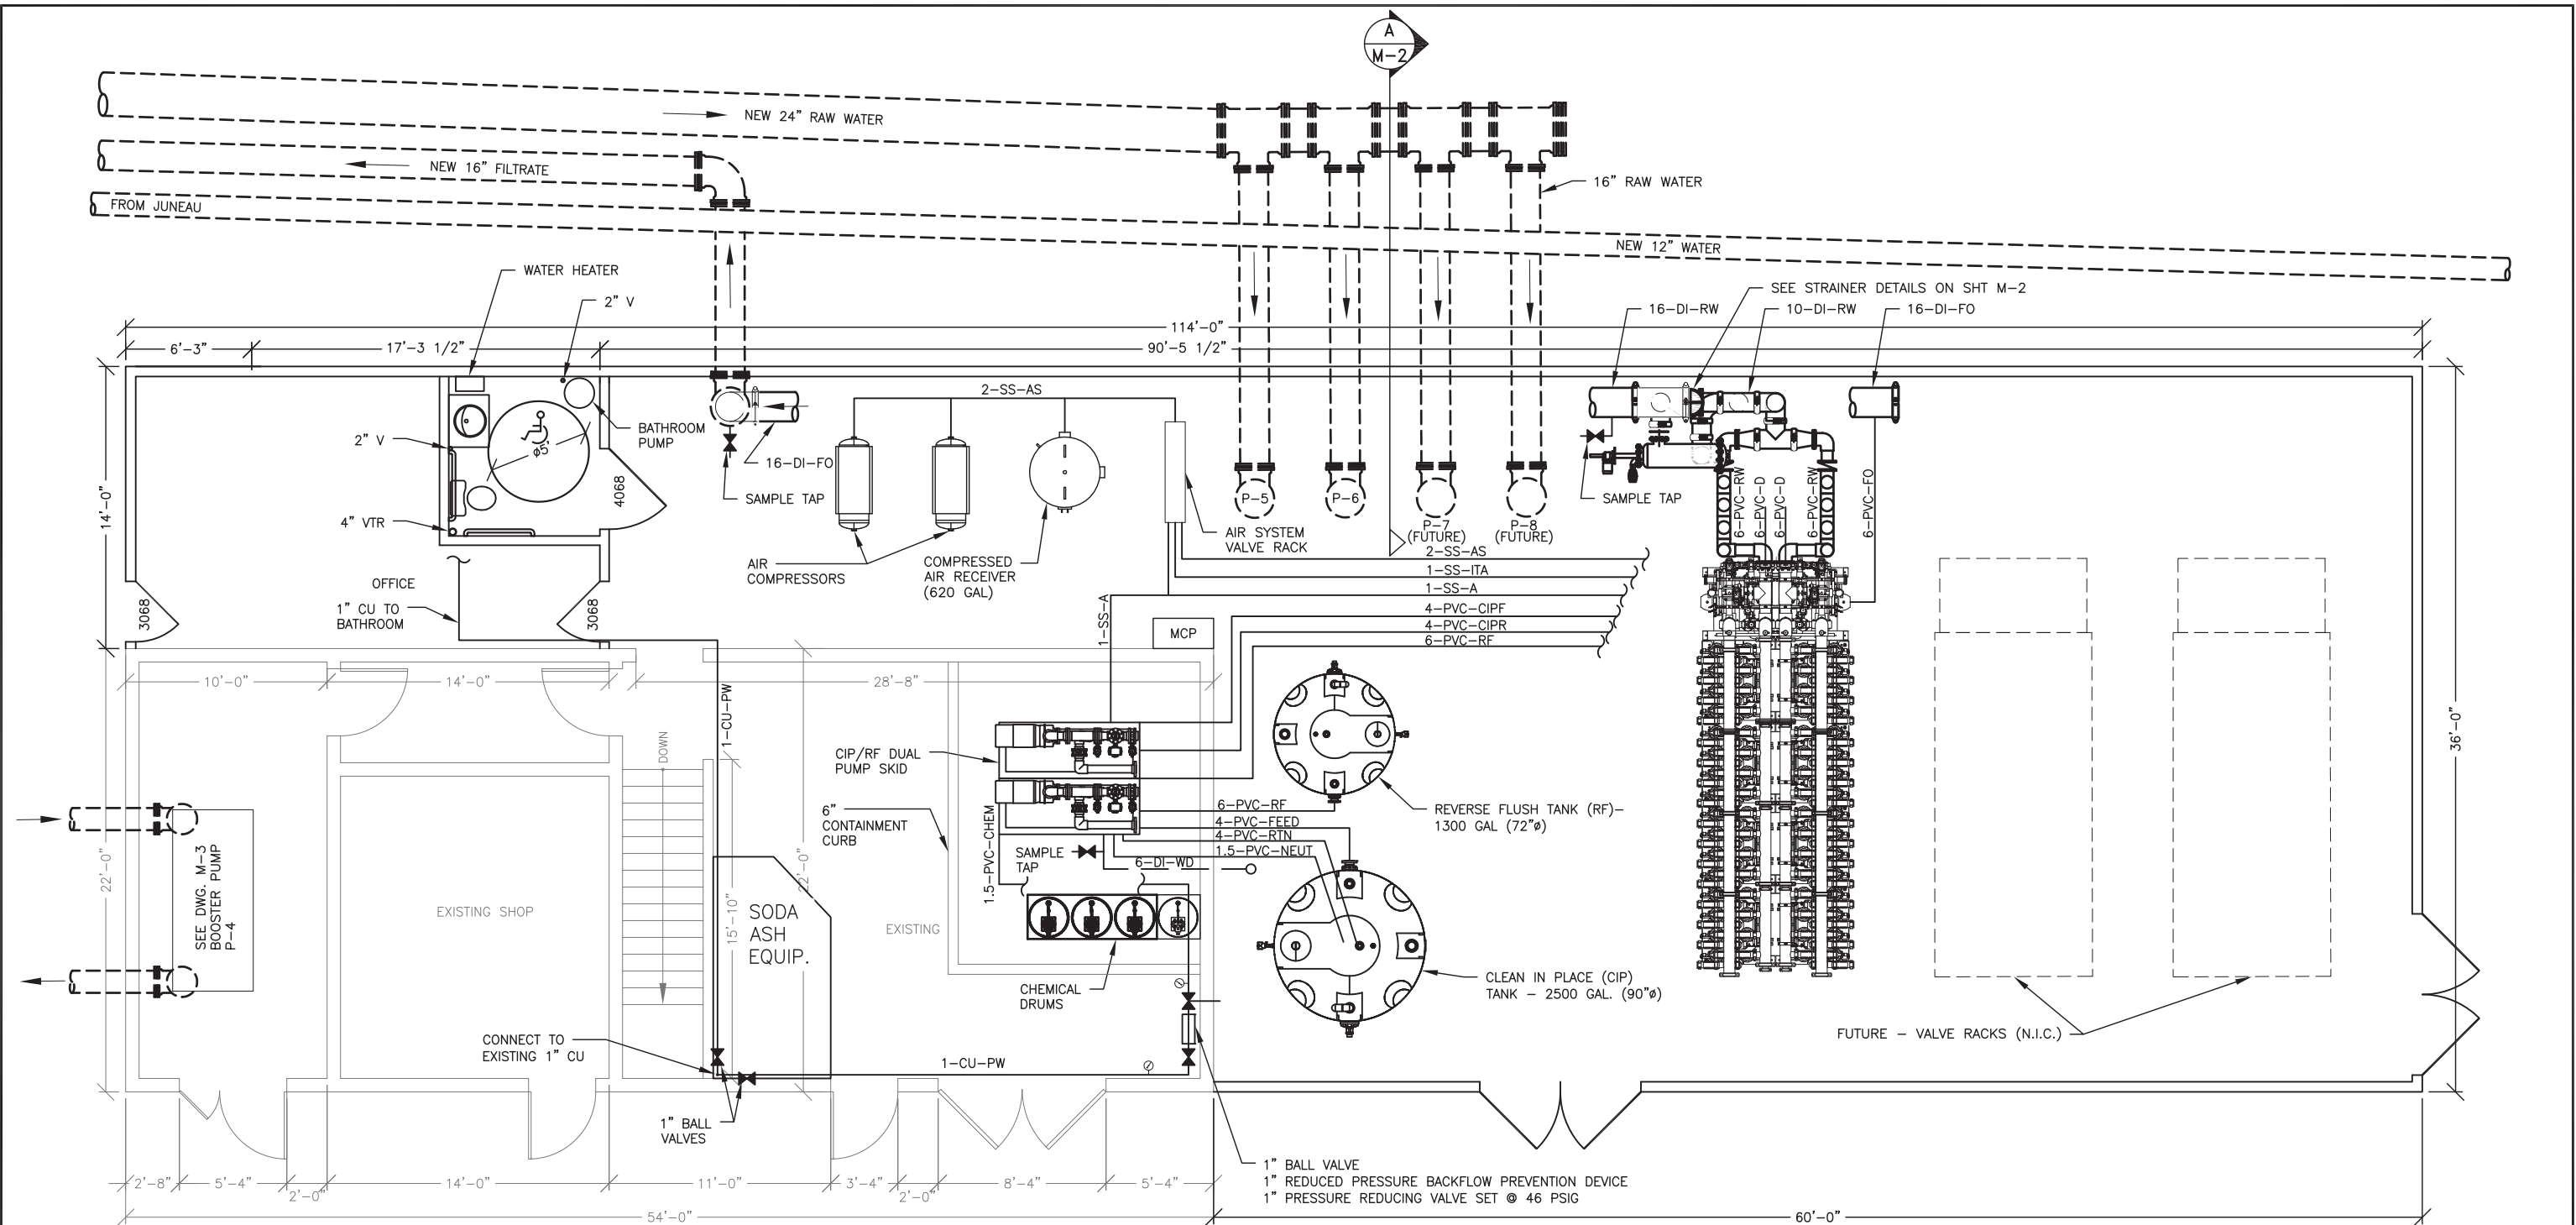 A
M-2
NEW 24" RAW WATER
NEW 16" FILTRATE
FROM JUNEAU
16" RAW WATER
NEW 12" WATER
WATER HEATER
2" V
SEE STRAINER DETAILS ON SHT M-2
16-DI-RW
10-DI-RW
16-DI-FO
114'-0"
6'-3"
17'-3 1/2"
90'-5 1/2"
2-SS-AS
2" V
ø5'
BATHROOM
PUMP
16-DI-FO
SAMPLE TAP
4" VTR
4068
14'-0"
P-5
P-6
P-7
(FUTURE)
P-8
(FUTURE)
SAMPLE TAP
6-PVC-RW
6-PVC-D
6-PVC-D
6-PVC-RW
6-PVC-FO
AIR SYSTEM
VALVE RACK
AIR
COMPRESSORS
COMPRESSED
AIR RECEIVER
(620 GAL)
2-SS-AS
1-SS-ITA
1-SS-A
4-PVC-CIPF
4-PVC-CIPR
6-PVC-RF
OFFICE
1" CU TO
BATHROOM
3068
3068
1-SS-A
MCP
10'-0"
14'-0"
28'-8"
1-CU-PW
DOWN
CIP/RF DUAL
PUMP SKID
36'-0"
6"
CONTAINMENT
CURB
1.5-PVC-CHEM
6-PVC-RF
4-PVC-FEED
4-PVC-RTN
1.5-PVC-NEUT
6-DI-WD
SAMPLE
TAP
REVERSE FLUSH TANK (RF)-
1300 GAL (72"ø)
22'-0"
SEE DWG. M-3
BOOSTER PUMP
P-4
EXISTING SHOP
15'-10"
SODA
ASH
EQUIP.
22'-0"
EXISTING
CHEMICAL
DRUMS
CLEAN IN PLACE (CIP)
TANK - 2500 GAL. (90"ø)
FUTURE - VALVE RACKS (N.I.C.)
CONNECT TO
EXISTING 1" CU
1-CU-PW
1" BALL
VALVES
1" BALL VALVE
1" REDUCED PRESSURE BACKFLOW PREVENTION DEVICE
1" PRESSURE REDUCING VALVE SET @ 46 PSIG
2'-8"
5'-4"
2'-0"
14'-0"
11'-0"
3'-4"
2'-0"
8'-4"
5'-4"
54'-0"
60'-0"